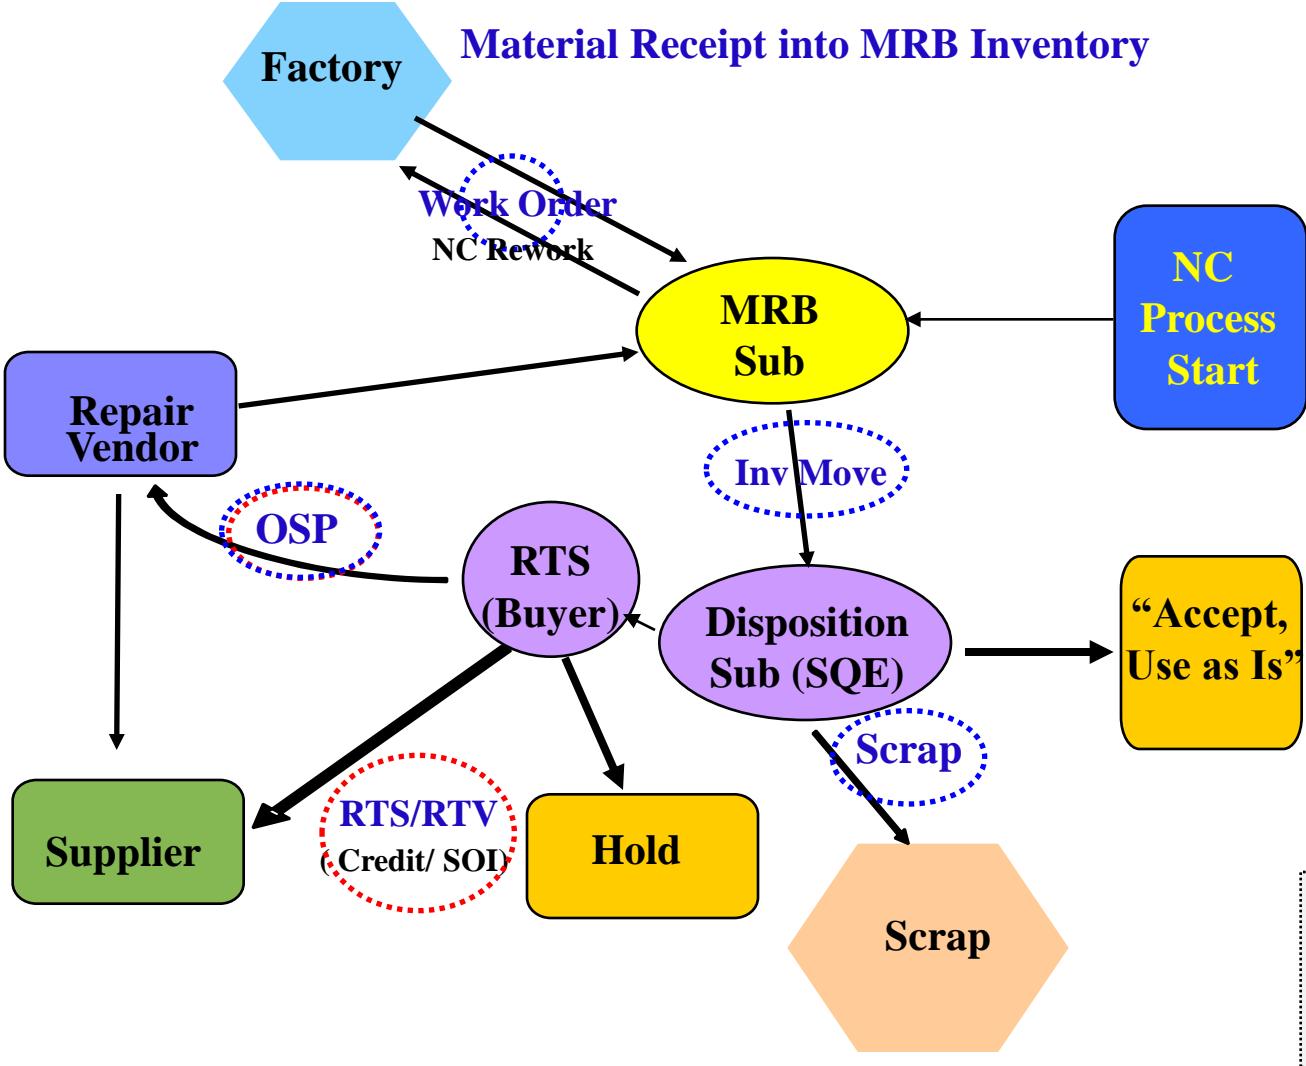 Material Receipt into MRB Inventory
Factory
Work Order
NC Rework
NC
Process
Start
MRB
Sub
Repair
Vendor
Inv Move
OSP
RTS
(Buyer)
Disposition
Sub (SQE)
“Accept,
Use as Is”
Scrap
RTS/RTV
( Credit/ SOI)
Supplier
Hold
Scrap